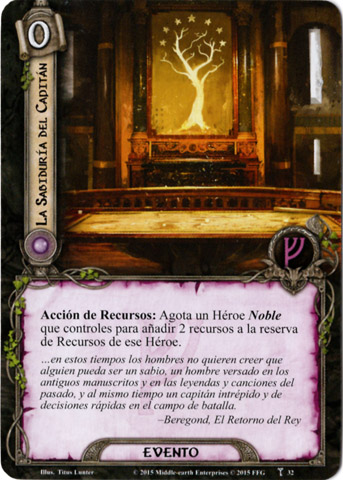 0
LA SABIDURÍA DEL CAPITÁN
Acción de Recursos: Agota un Héroe Noble
que controles para añadir 2 recursos a la reserva
de Recursos de ese Héroe.
...en estos tiempos los hombres no quieren creer que
alguien pueda ser un sabio, un hombre versado en los
antiguos manuscritos y en las leyendas y canciones del
pasado, y al mismo tiempo un capitán intrépido y de
decisiones rápidas en el campo de batalla.
–Beregond, El Retorno del Rey
EVENTO
Illus. Titus Lunter
© 2015 Middle-earth Enterprises © 2015 FFG
32